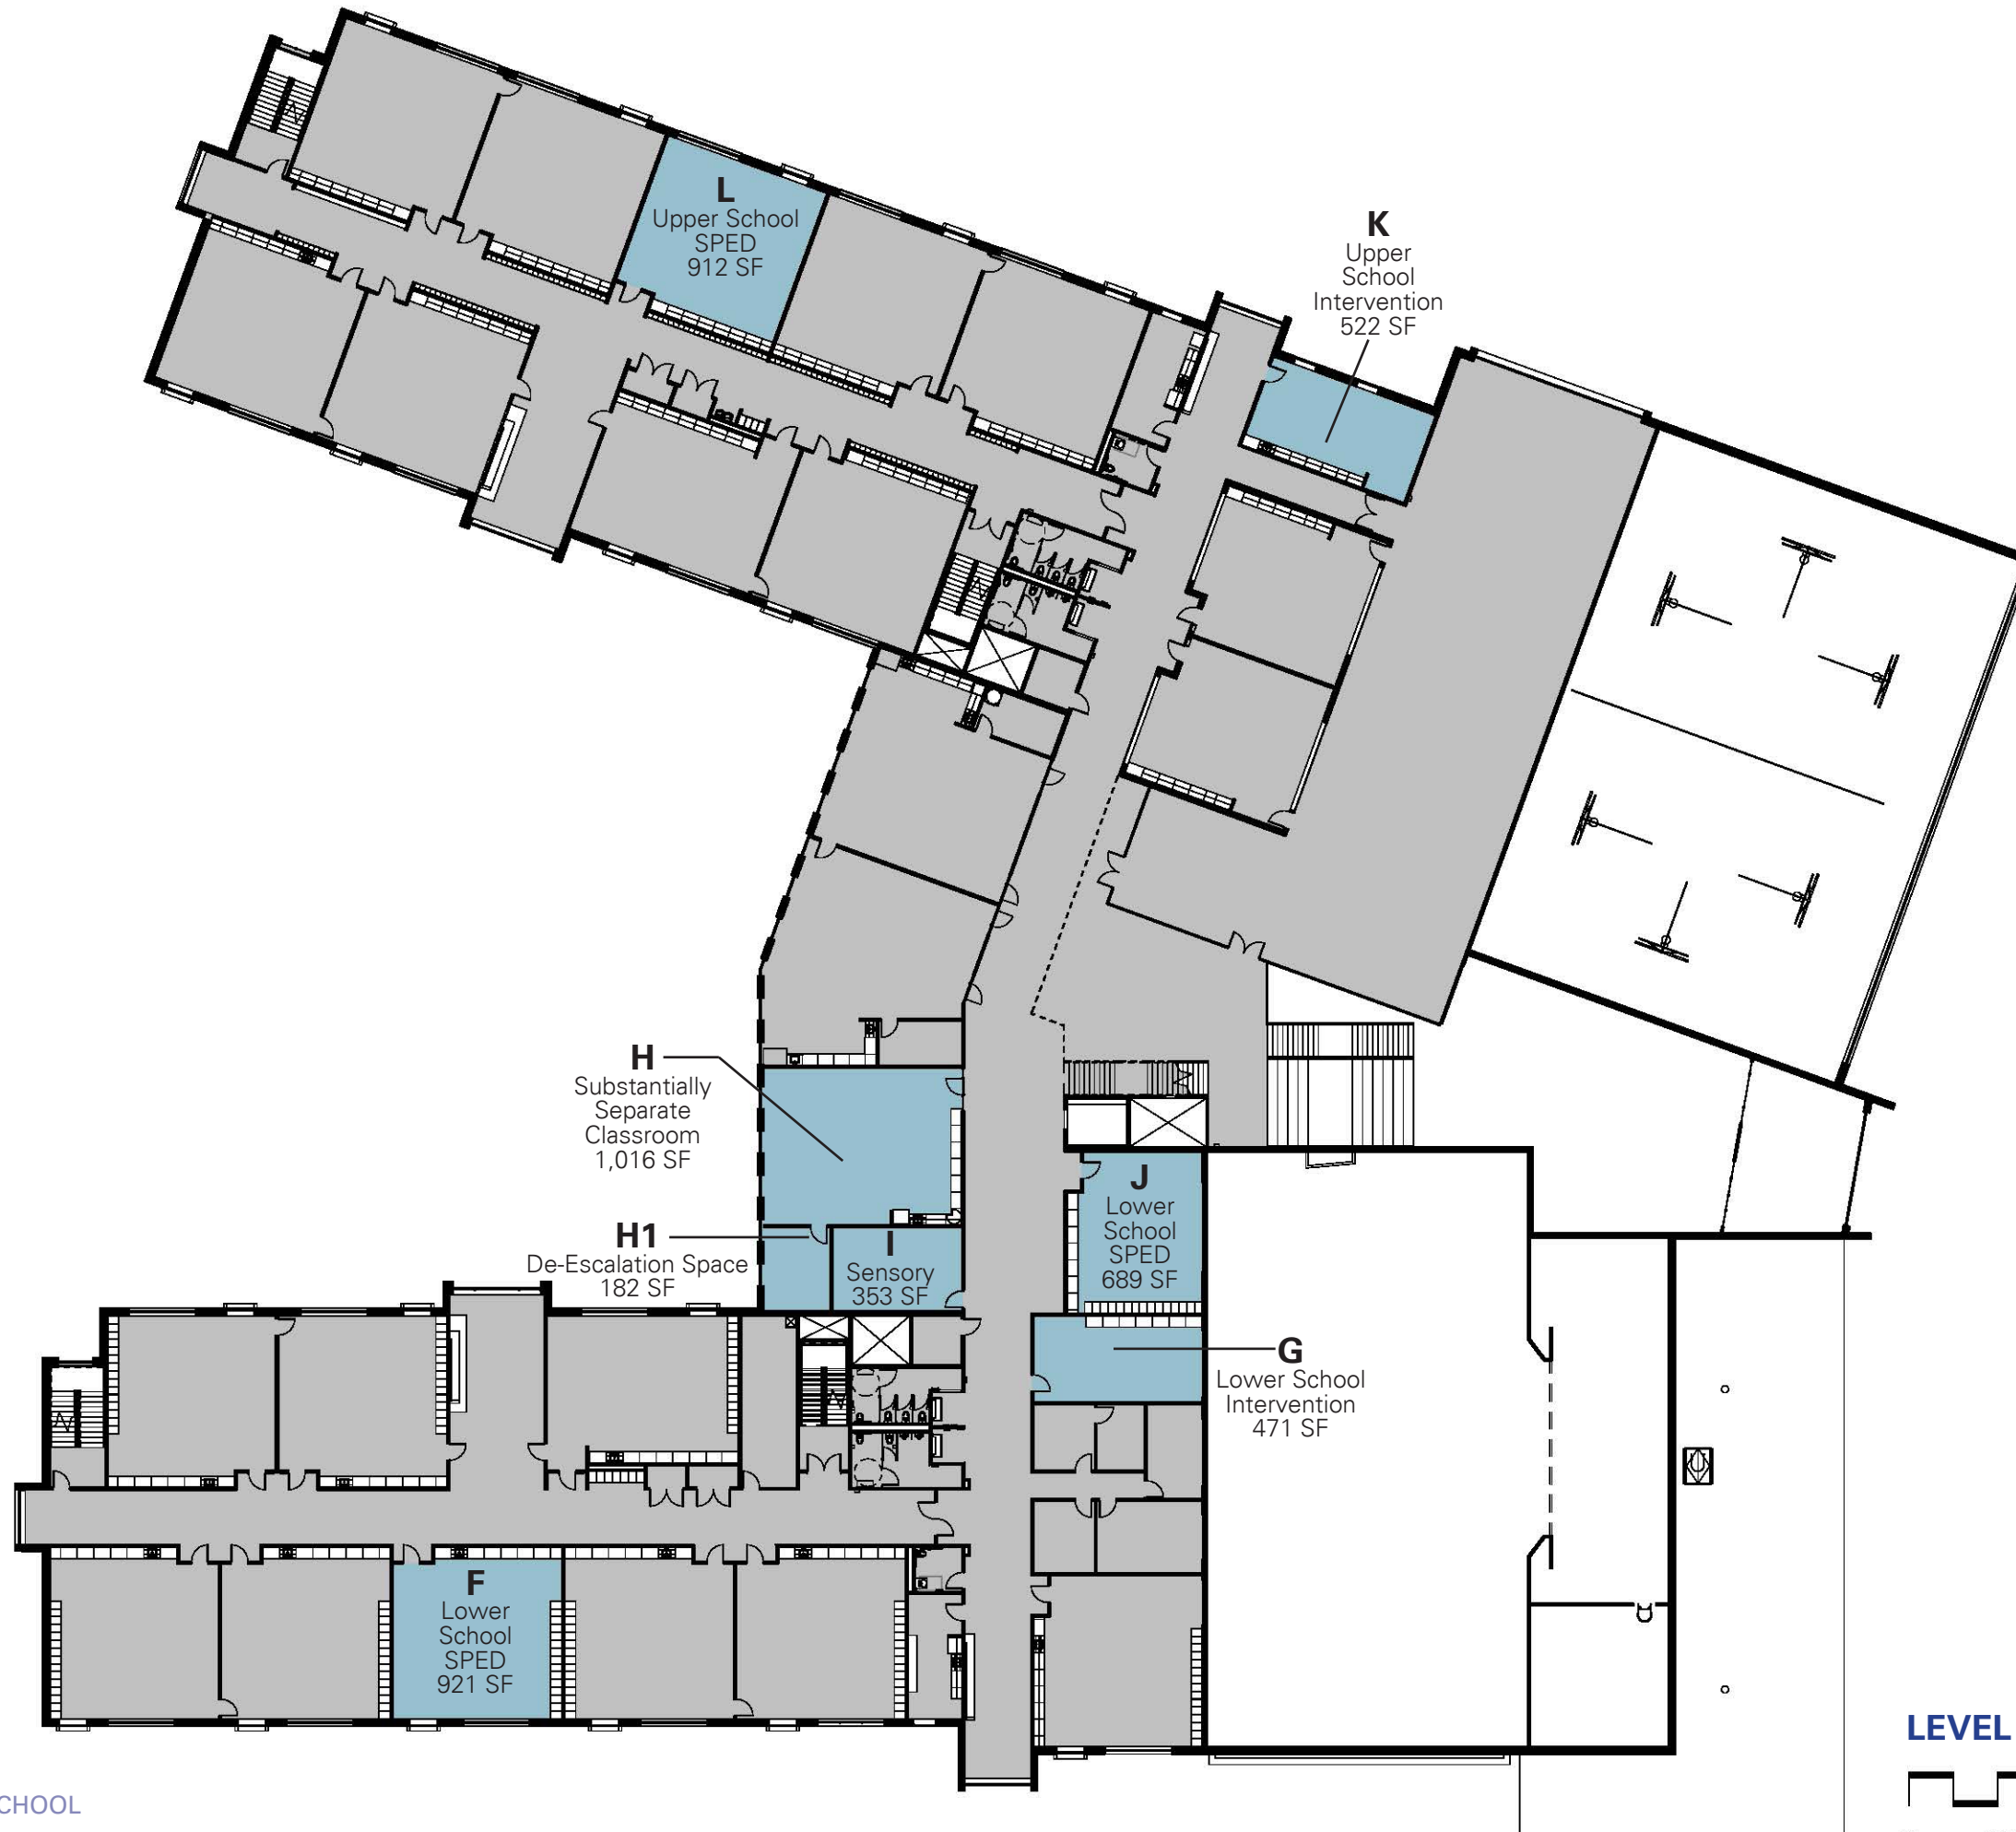 L
Upper School
SPED
912 SF
K
Upper
School
Intervention
522 SF
H
Substantially
Separate
Classroom
1,016 SF
H1
De-Escalation Space
182 SF
I
Sensory
353 SF
J
Lower
School
SPED
689 SF
G
Lower School
Intervention
471 SF
F
Lower
School
SPED
921 SF
LEVEL
CHOOL